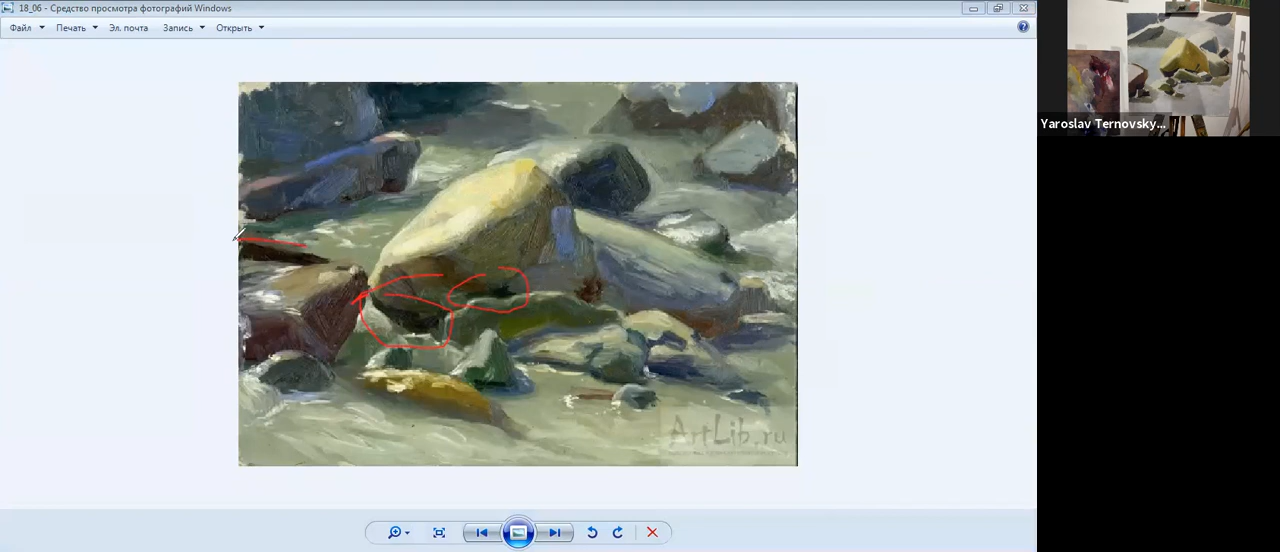 18_06 - Средство просмотра фотографий Windows
Файл Печать Эл. почта Запись Открыть
Yaroslav Ternovsky...
ArtLib.ru